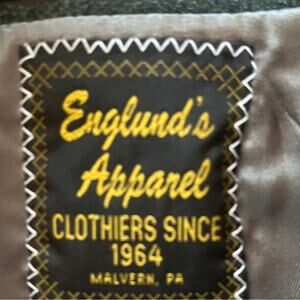 Englund's
Apparel
CLOTHIERS SINCE
1964
MALVERN, PA